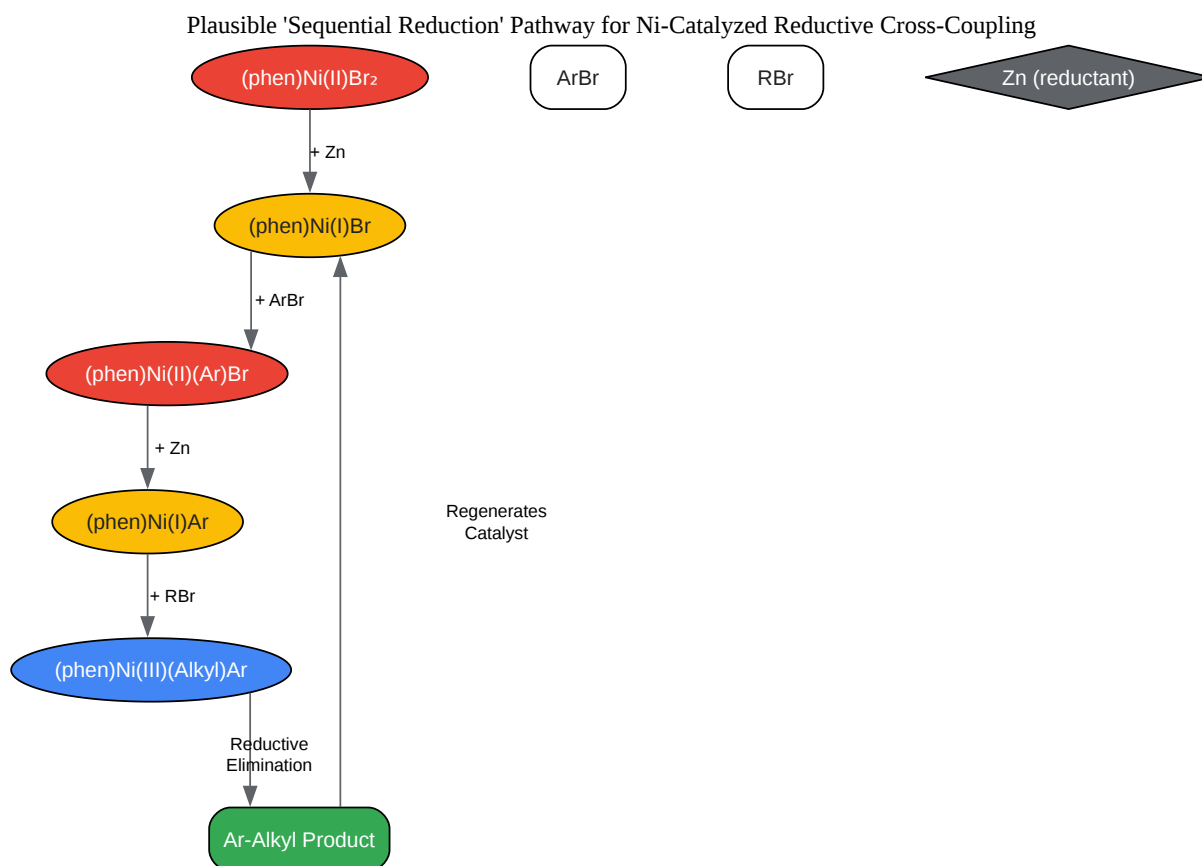 Plausible 'Sequential Reduction' Pathway for Ni-Catalyzed Reductive Cross-Coupling
(phen)Ni(II)Br₂
ArBr
RBr
Zn (reductant)
+ Zn
(phen)Ni(I)Br
+ ArBr
(phen)Ni(II)(Ar)Br
+ Zn
(phen)Ni(I)Ar
Regenerates
Catalyst
+ RBr
(phen)Ni(III)(Alkyl)Ar
Reductive
Elimination
Ar-Alkyl Product